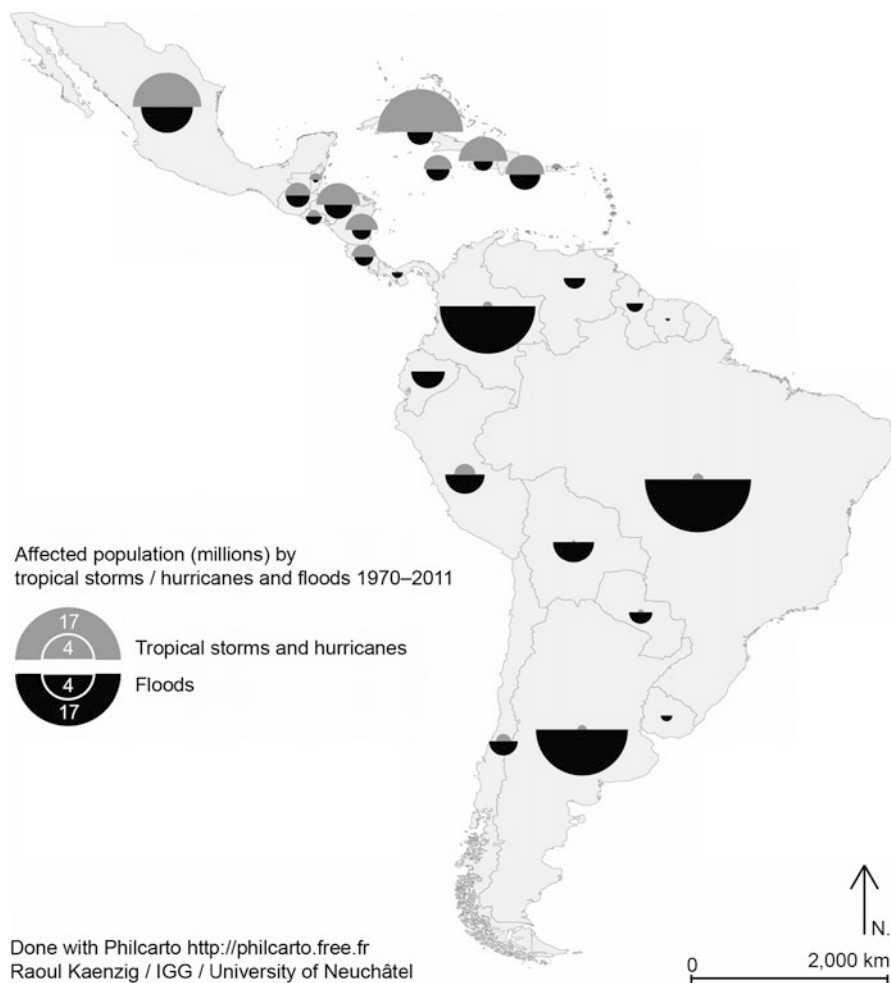 Affected population (millions) by
tropical storms / hurricanes and floods 1970–2011
17
4
Tropical storms and hurricanes
4
Floods
17
N.
Done with Philcarto http://philcarto.free.fr
Raoul Kaenzig / IGG / University of Neuchâtel
0
2,000 km